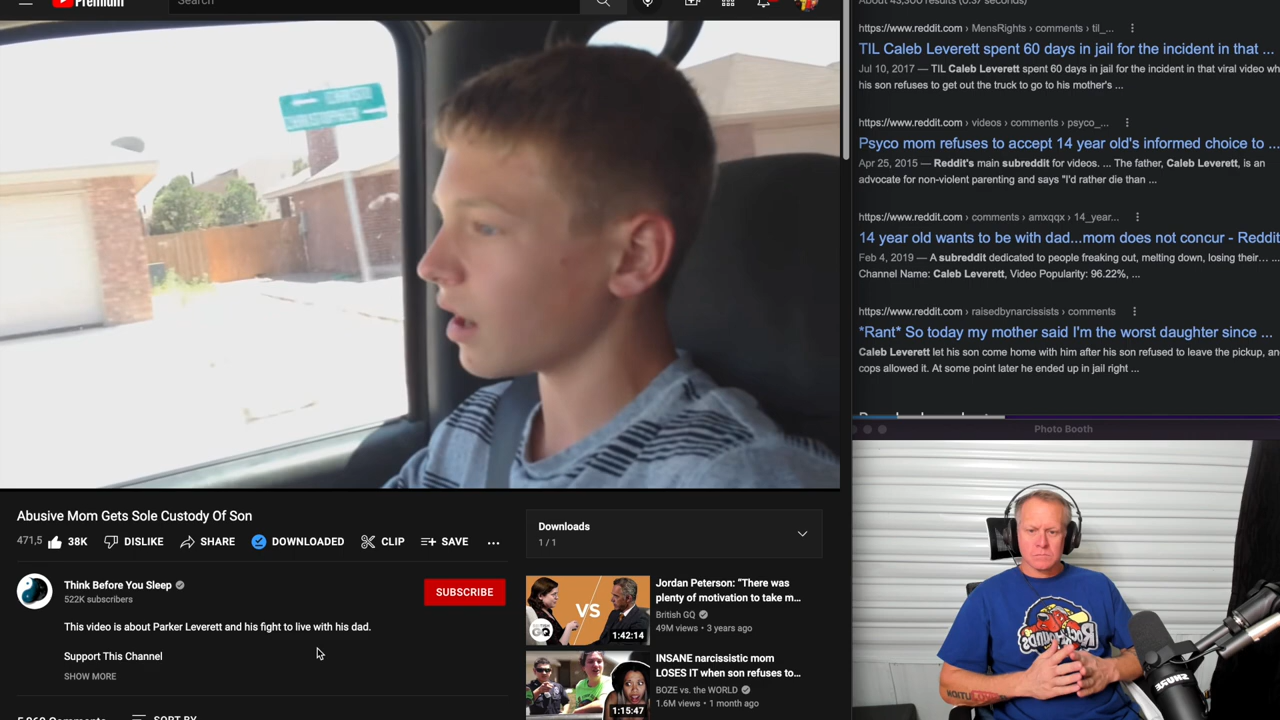 Premium
Search
About 43,300 results (0.37 seconds)
https://www.reddit.com › MensRights › comments › til_...
TIL Caleb Leverett spent 60 days in jail for the incident in that ...
Jul 10, 2017 — TIL Caleb Leverett spent 60 days in jail for the incident in that viral video wh
his son refuses to get out the truck to go to his mother's ...
https://www.reddit.com › videos › comments › psyco_...
Psyco mom refuses to accept 14 year old's informed choice to ...
Apr 25, 2015 — Reddit's main subreddit for videos. ... The father, Caleb Leverett, is an
advocate for non-violent parenting and says "I'd rather die than ...
https://www.reddit.com › comments › amxqqx › 14_year...
14 year old wants to be with dad...mom does not concur - Reddit
Feb 4, 2019 — A subreddit dedicated to people freaking out, melting down, losing their... ...
Channel Name: Caleb Leverett, Video Popularity: 96.22%, ...
https://www.reddit.com › raisedbynarcissists › comments
*Rant* So today my mother said I'm the worst daughter since ...
Caleb Leverett let his son come home with him after his son refused to leave the pickup, an
cops allowed it. At some point later he ended up in jail right ...
Photo Booth
Abusive Mom Gets Sole Custody Of Son
471,5
38K
DISLIKE
SHARE
DOWNLOADED
CLIP
SAVE
...
Downloads
1 / 1
Think Before You Sleep
522K subscribers
SUBSCRIBE
This video is about Parker Leverett and his fight to live with his dad.
Support This Channel
SHOW MORE
VS
1:42:14
Jordan Peterson: "There was
plenty of motivation to take m...
British GQ
49M views • 3 years ago
1:15:47
INSANE narcissistic mom
LOSES IT when son refuses to...
BOZE vs. the WORLD
1.6M views • 1 month ago
SORT BY
SHURE